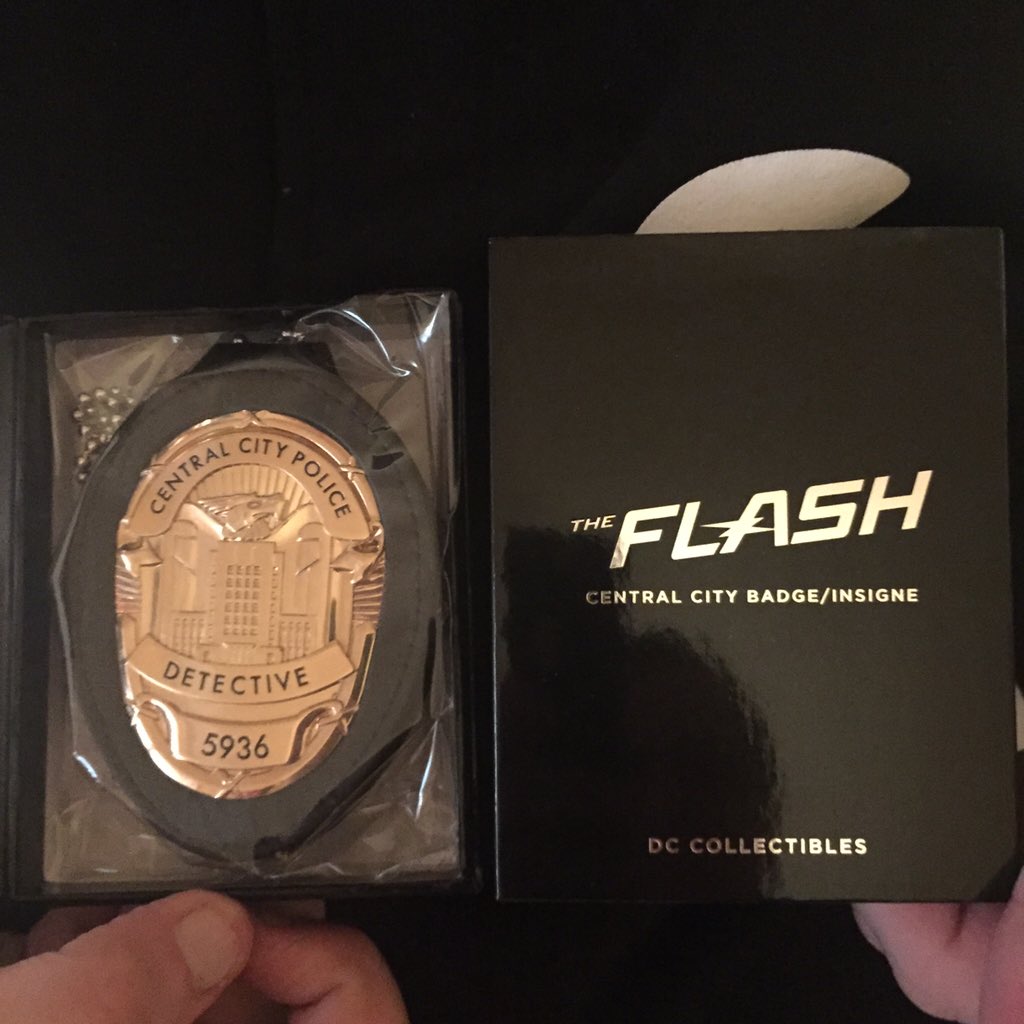 CENTRAL CITY POLICE
DETECTIVE
5936
THE FLASH
CENTRAL CITY BADGE/INSIGNE
DC COLLECTIBLES